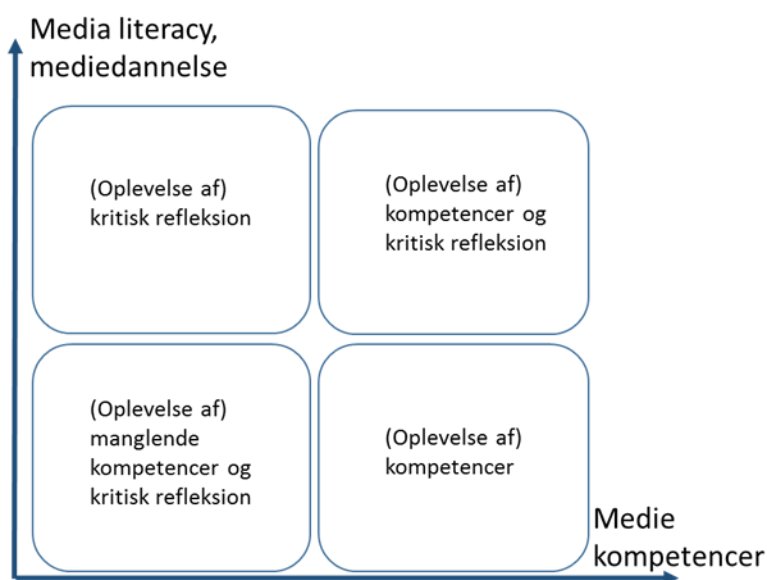 Media literacy,
mediedannelse
(Oplevelse af)
kritisk refleksion
(Oplevelse af)
kompetencer og
kritisk refleksion
(Oplevelse af)
manglende
kompetencer og
kritisk refleksion
(Oplevelse af)
kompetencer
Medie
kompetencer